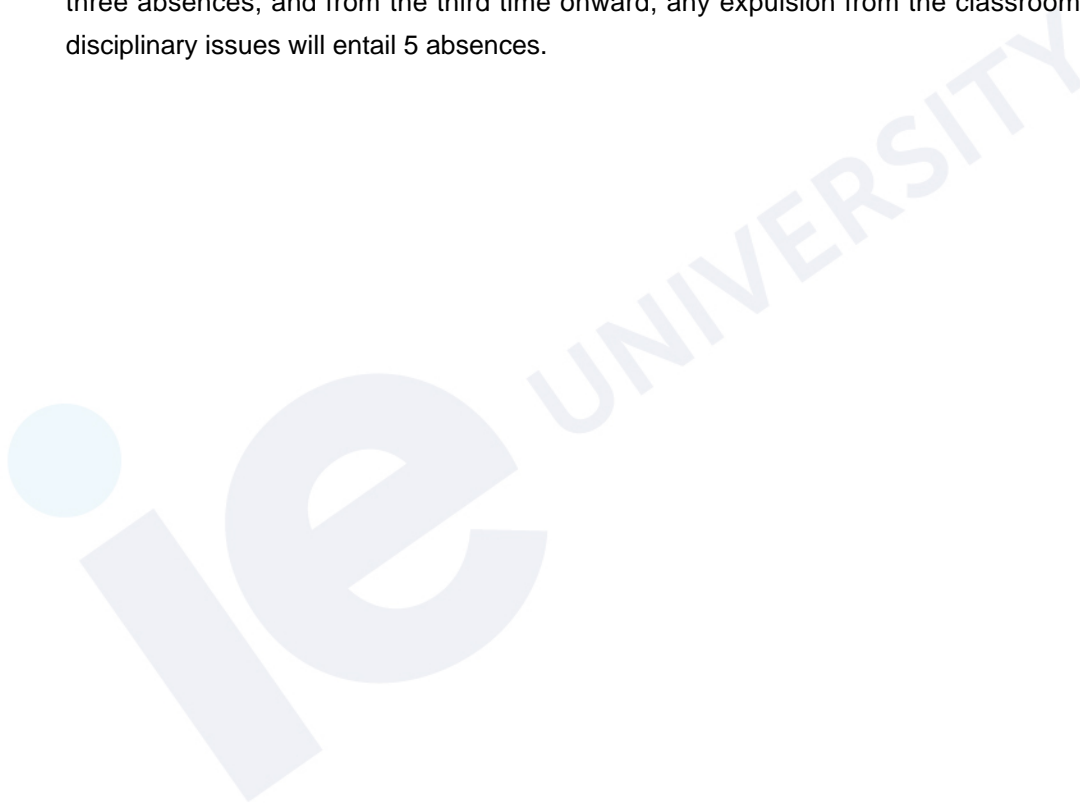 three absences, and from the third time onward, any expulsion from the classroom
disciplinary issues will entail 5 absences.
ie UNIVERSITY